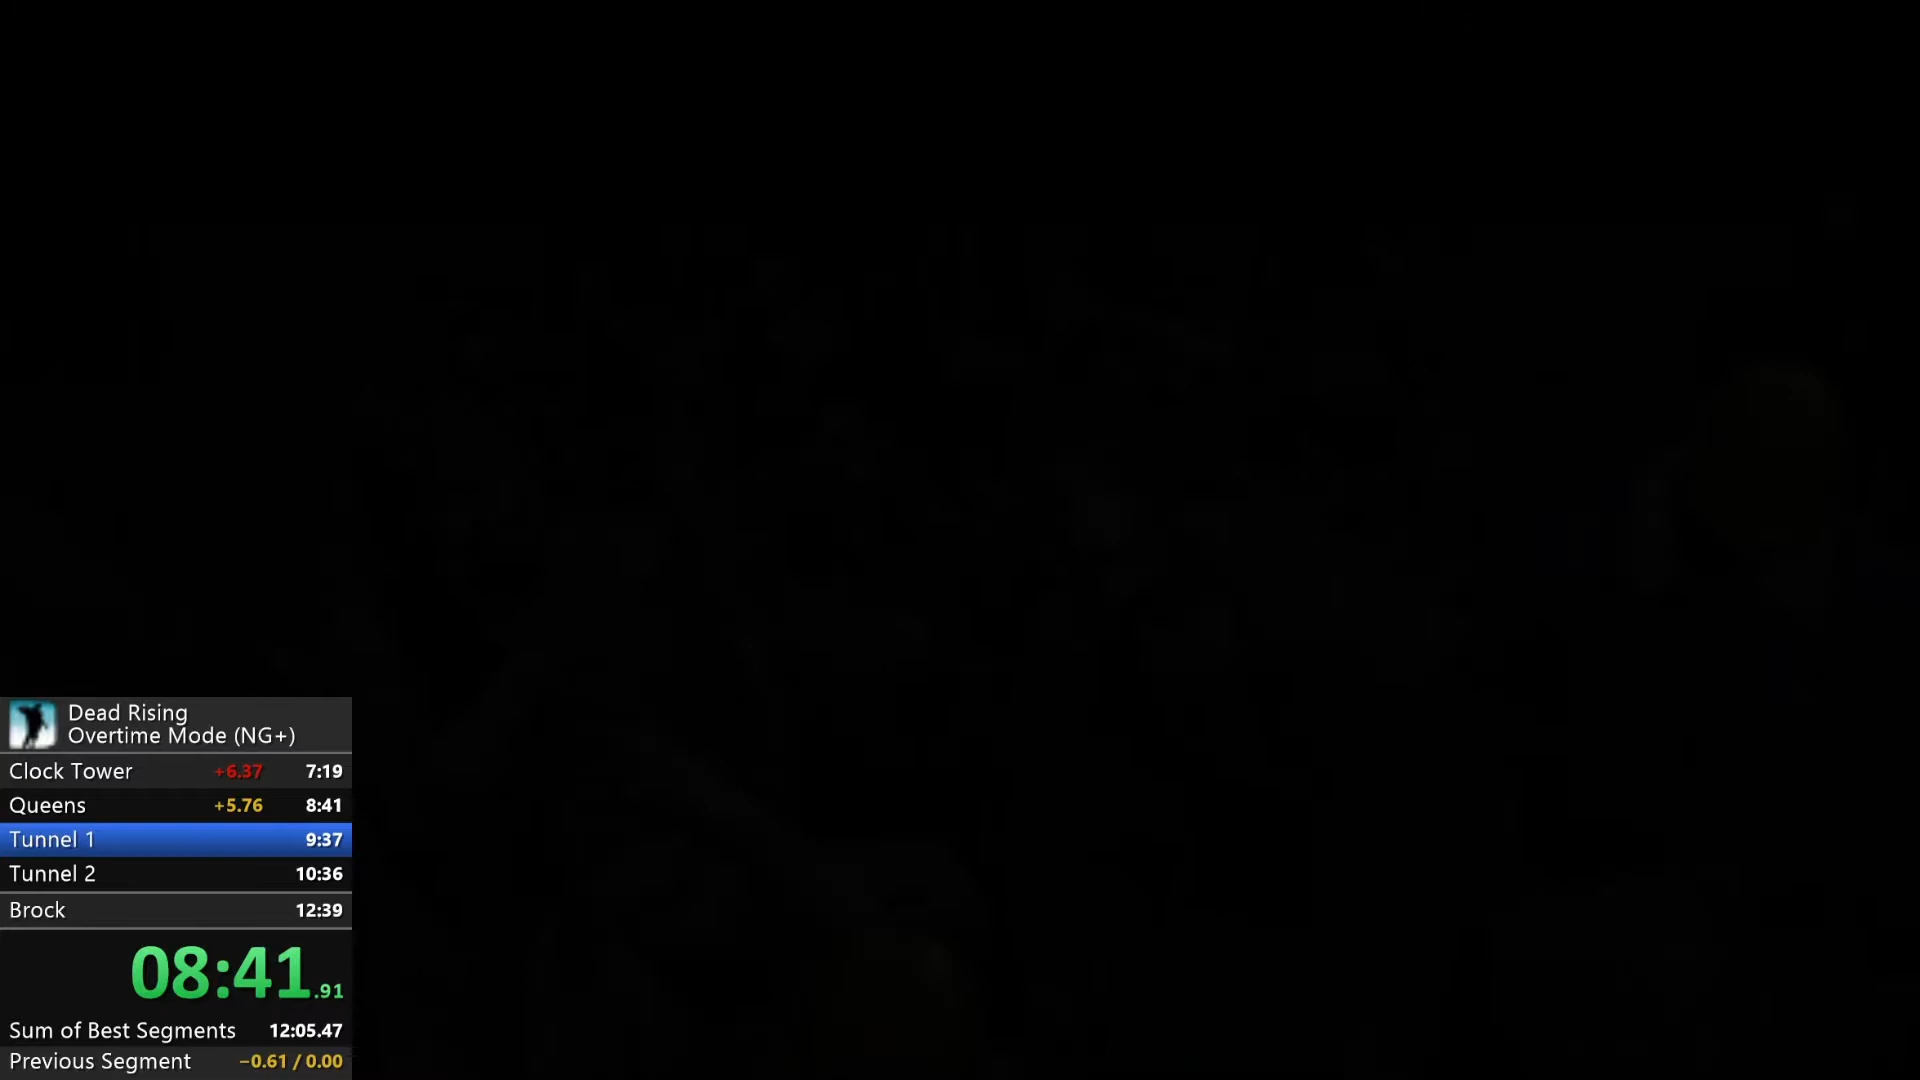 Dead Rising
Overtime Mode (NG+)
Clock Tower +6.37 7:19
Queens +5.76 8:41
Tunnel 1 9:37
Tunnel 2 10:36
Brock 12:39
08:41.91
Sum of Best Segments 12:05.47
Previous Segment −0.61 / 0.00